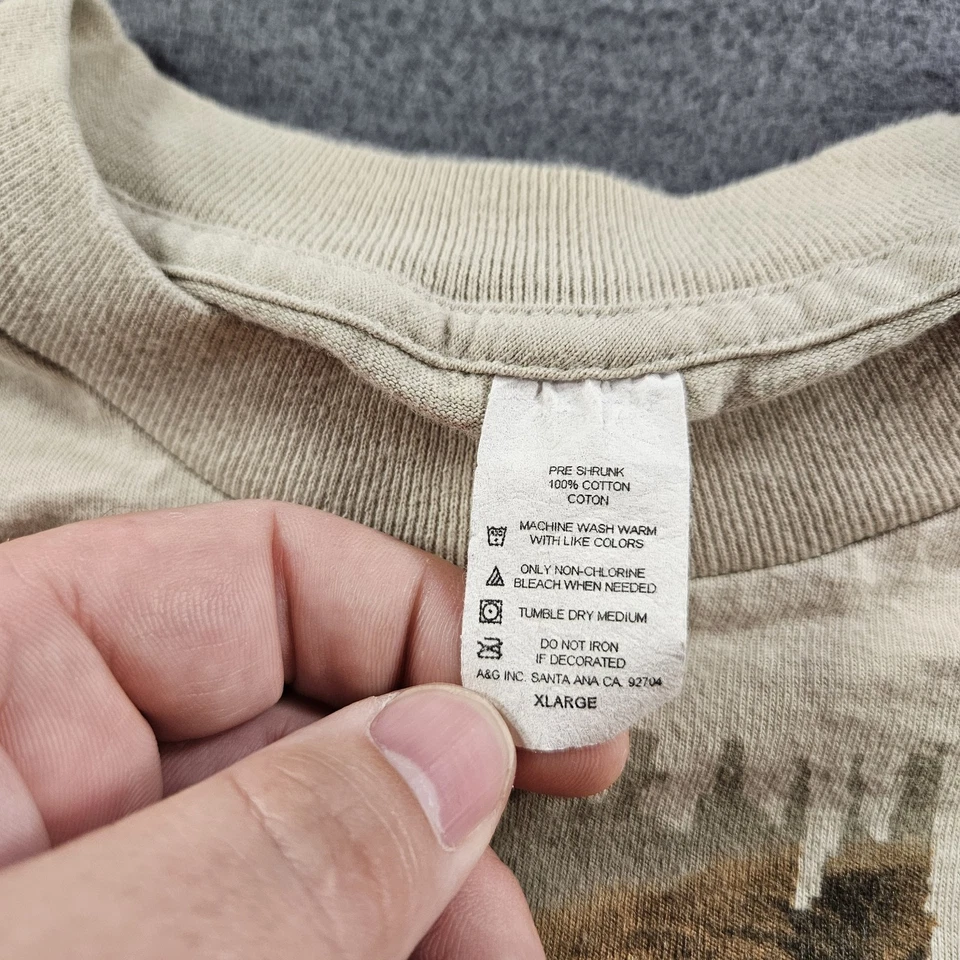 PRE SHRUNK
100% COTTON
COTON
MACHINE WASH WARM
WITH LIKE COLORS
ONLY NON-CHLORINE
BLEACH WHEN NEEDED
TUMBLE DRY MEDIUM
DO NOT IRON
IF DECORATED
A&G INC. SANTA ANA CA. 92704
XLARGE